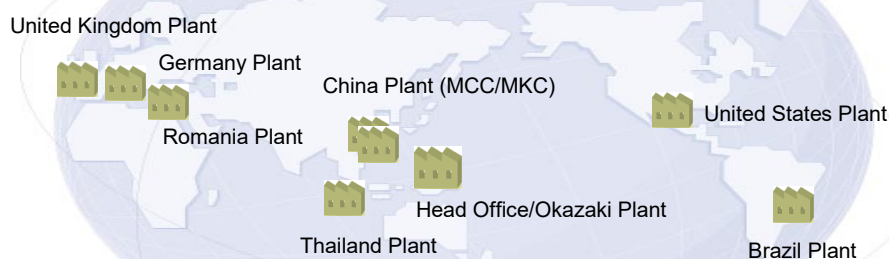 United Kingdom Plant
Germany Plant
China Plant (MCC/MKC)
United States Plant
Romania Plant
Head Office/Okazaki Plant
Thailand Plant
Brazil Plant